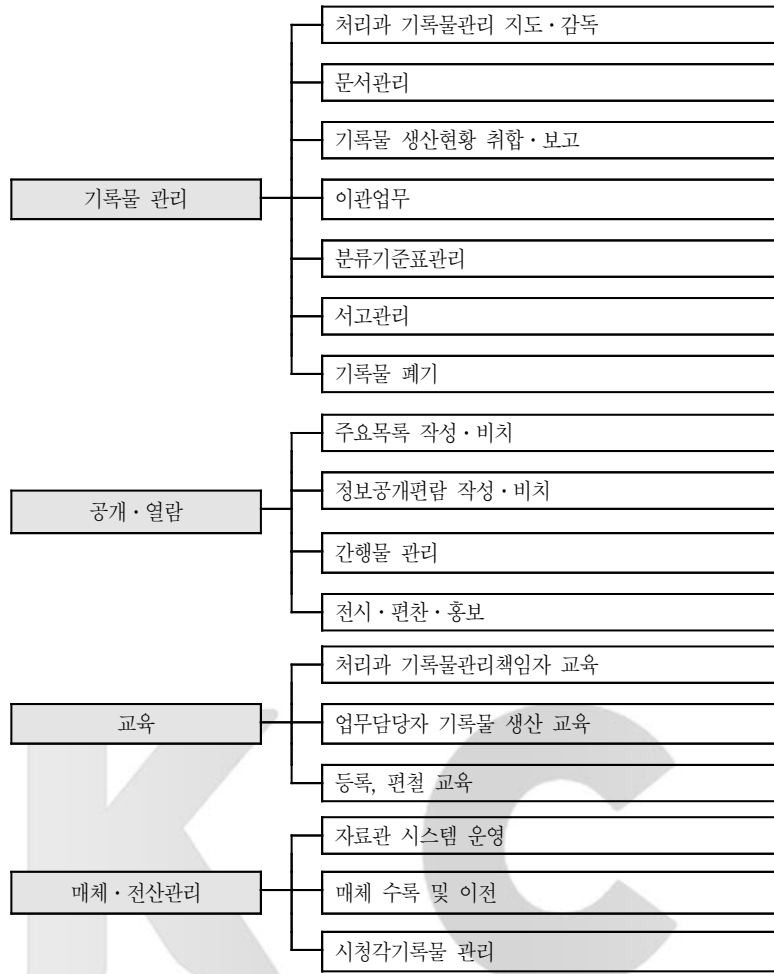 처리과 기록물관리 지도·감독
문서관리
기록물 생산현황 취합·보고
기록물 관리
이관업무
분류기준표관리
서고관리
기록물 폐기
주요목록 작성·비치
정보공개편람 작성·비치
공개·열람
간행물 관리
전시·편찬·홍보
처리과 기록물관리책임자 교육
교육
업무담당자 기록물 생산 교육
등록, 편철 교육
자료관 시스템 운영
매체·전산관리
매체 수록 및 이전
시청각기록물 관리
K C